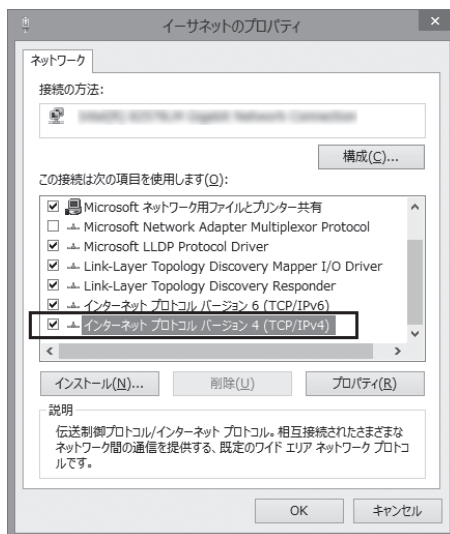 イーサネットのプロパティ
ネットワーク
接続の方法:
構成(C)...
この接続は次の項目を使用します(O):
Microsoft ネットワーク用ファイルとプリンター共有
Microsoft Network Adapter Multiplexor Protocol
Microsoft LLDP Protocol Driver
Link-Layer Topology Discovery Mapper I/O Driver
Link-Layer Topology Discovery Responder
インターネット プロトコル バージョン 6 (TCP/IPv6)
インターネット プロトコル バージョン 4 (TCP/IPv4)
インストール(N)... 削除(U) プロパティ(R)
説明
伝送制御プロトコル/インターネット プロトコル。相互接続されたさまざまな
ネットワーク間の通信を提供する、既定のワイド エリア ネットワーク プロトコ
ルです。
OK キャンセル